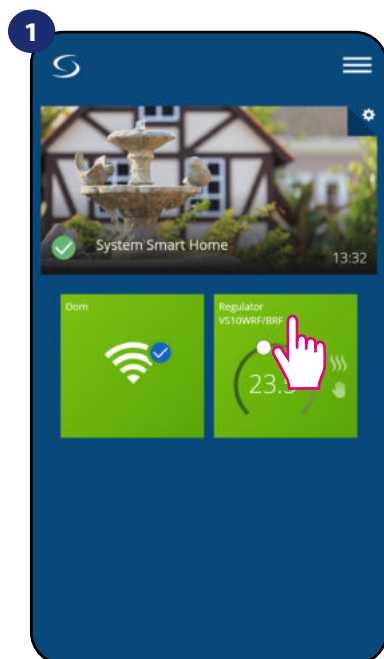 1
System Smart Home
13:32
Dom
Regulator
VS10WRF/BRF